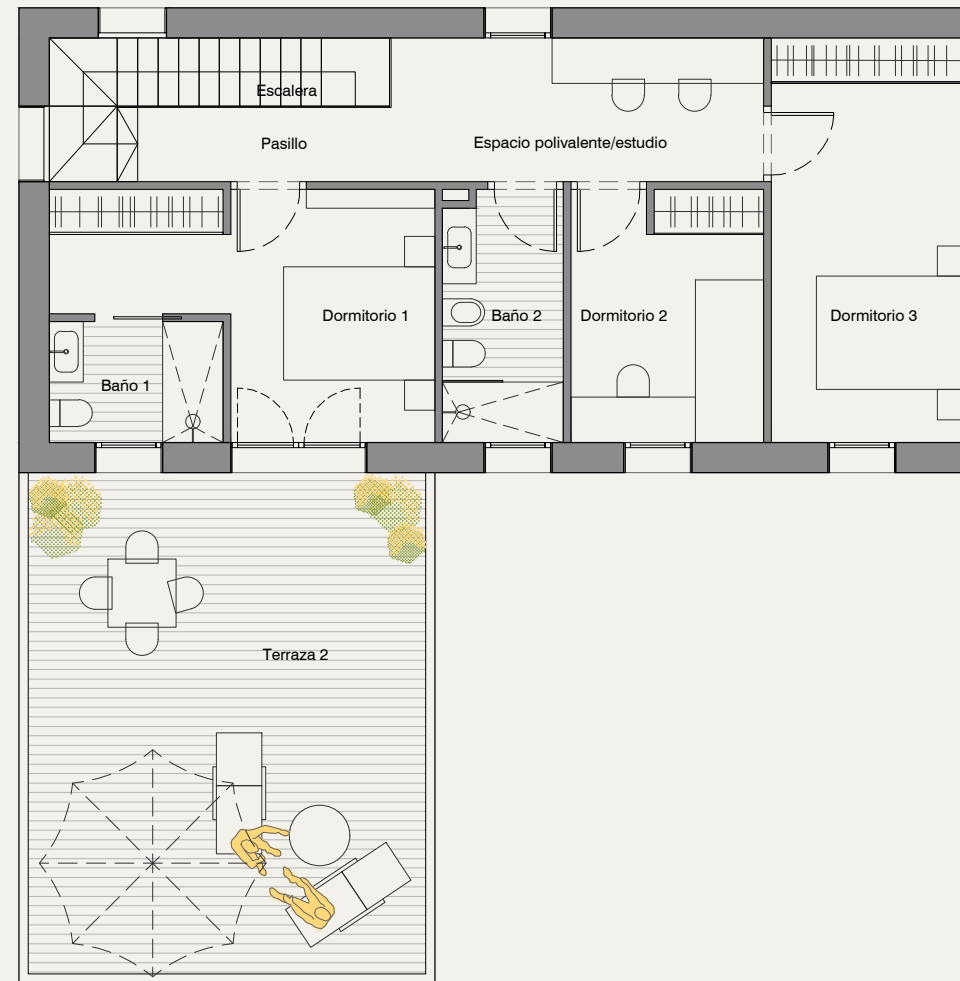 Escalera
Pasillo
Espacio polivalente/estudio
Dormitorio 1
Baño 2
Dormitorio 2
Dormitorio 3
Baño 1
Terraza 2